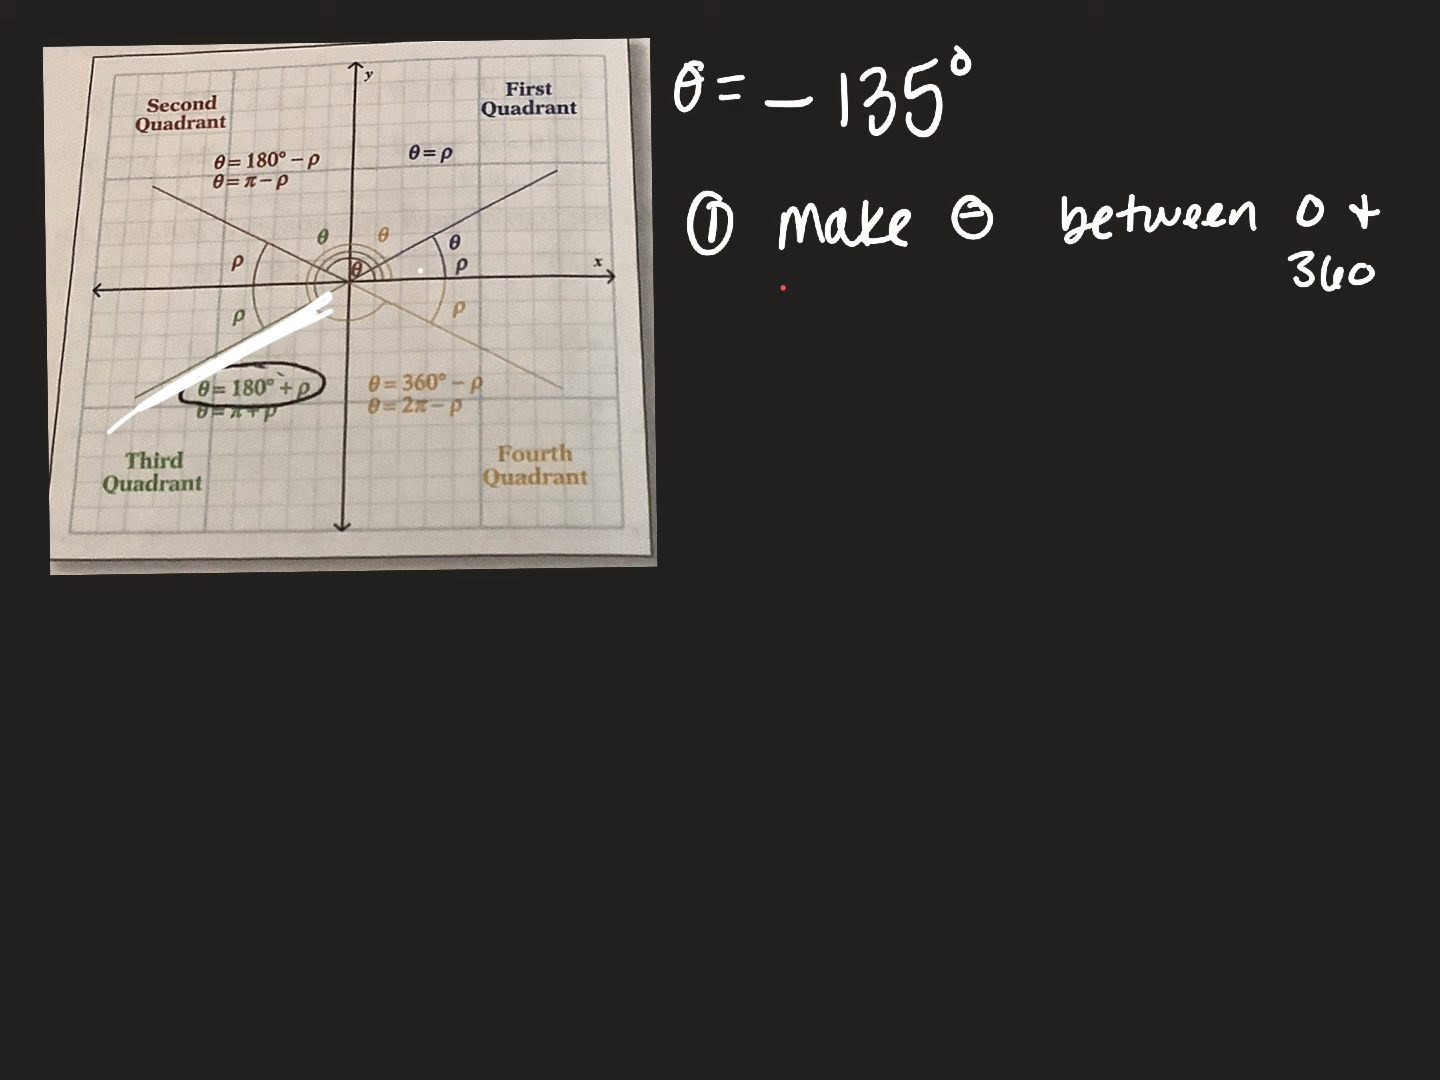 y
Second
Quadrant
First
Quadrant
θ = 180° – ρ
θ = π – ρ
θ = ρ
θ
θ
θ
ρ
θ
ρ
x
ρ
ρ
θ = 180° + ρ
θ = π + ρ
θ = 360° – ρ
θ = 2π – ρ
Third
Quadrant
Fourth
Quadrant
θ = – 135°
① make θ between 0 +
360